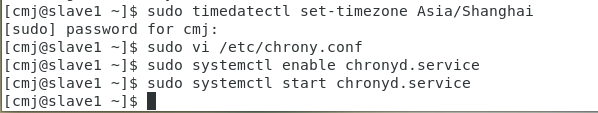 [cmj@slave1 ~]$ sudo timedatectl set-timezone Asia/Shanghai
[sudo] password for cmj:
[cmj@slave1 ~]$ sudo vi /etc/chrony.conf
[cmj@slave1 ~]$ sudo systemctl enable chronyd.service
[cmj@slave1 ~]$ sudo systemctl start chronyd.service
[cmj@slave1 ~]$